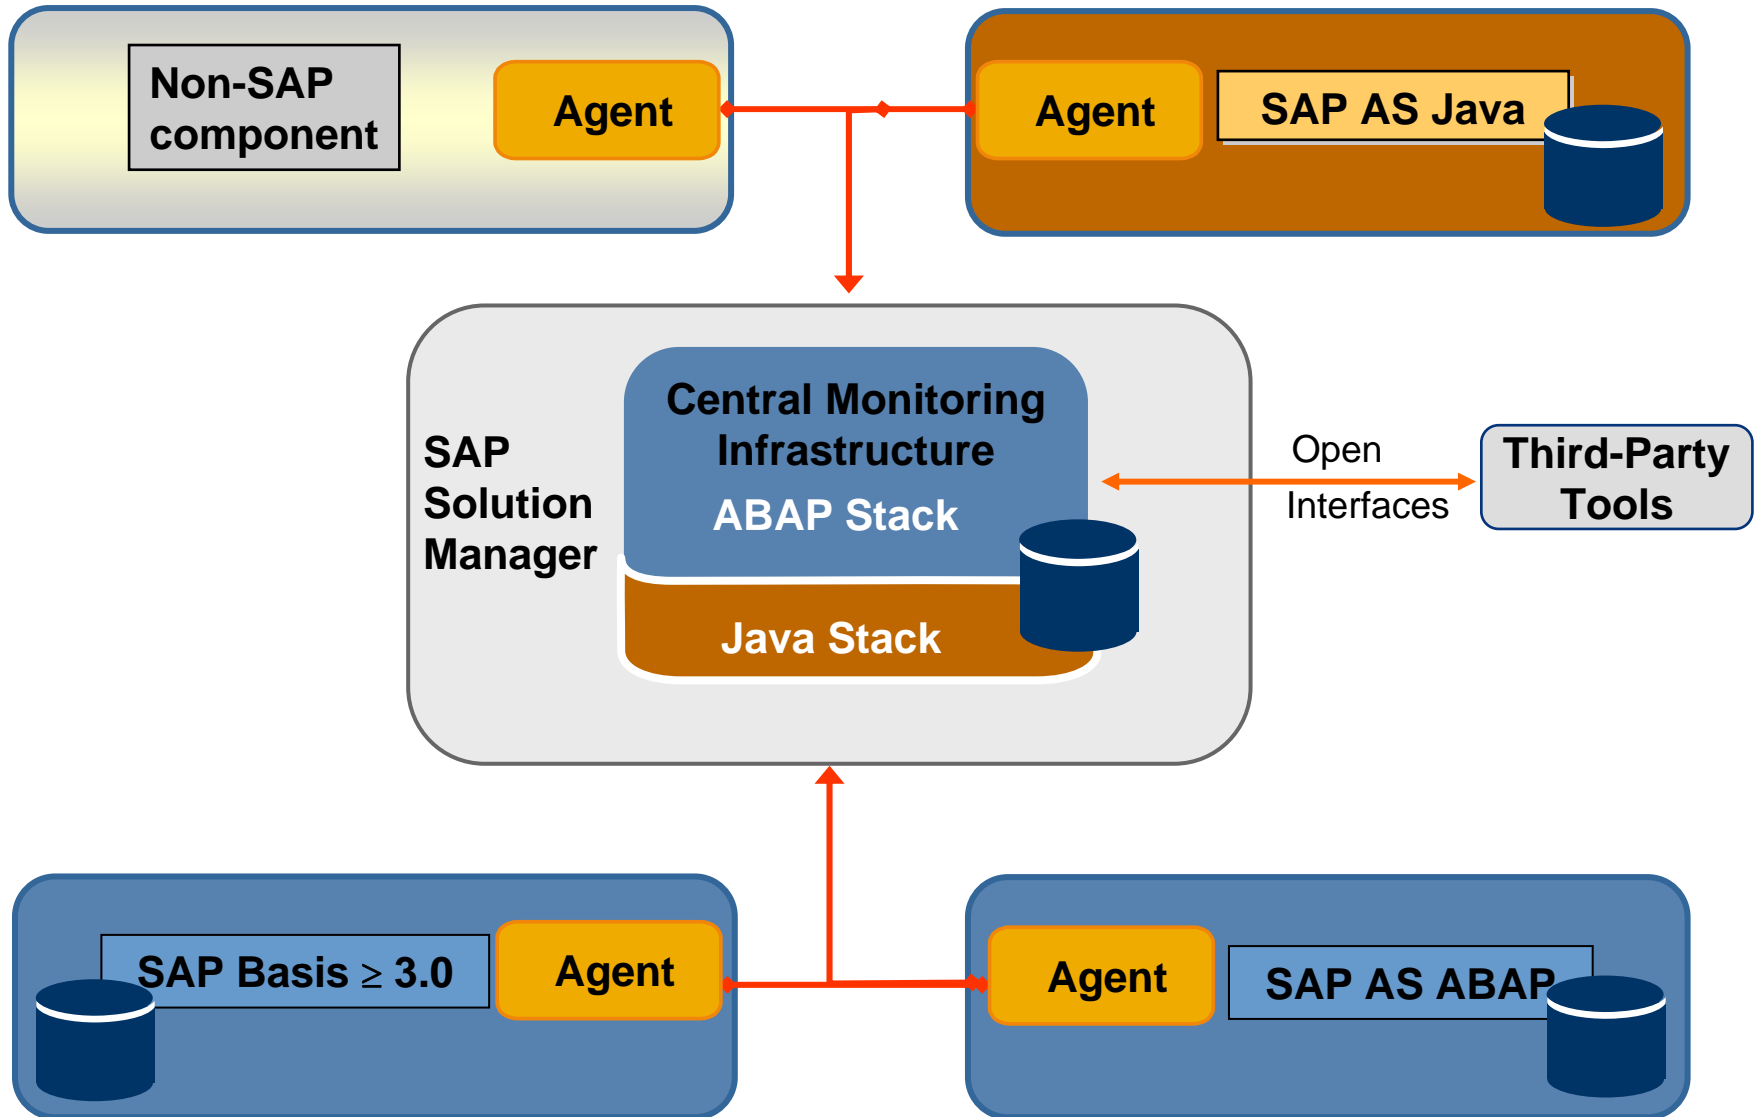 Non-SAP
component
Agent
Agent
SAP AS Java
SAP
Solution
Manager
Central Monitoring
Infrastructure
ABAP Stack
Java Stack
Open
Interfaces
Third-Party
Tools
SAP Basis ≥ 3.0
Agent
Agent
SAP AS ABAP